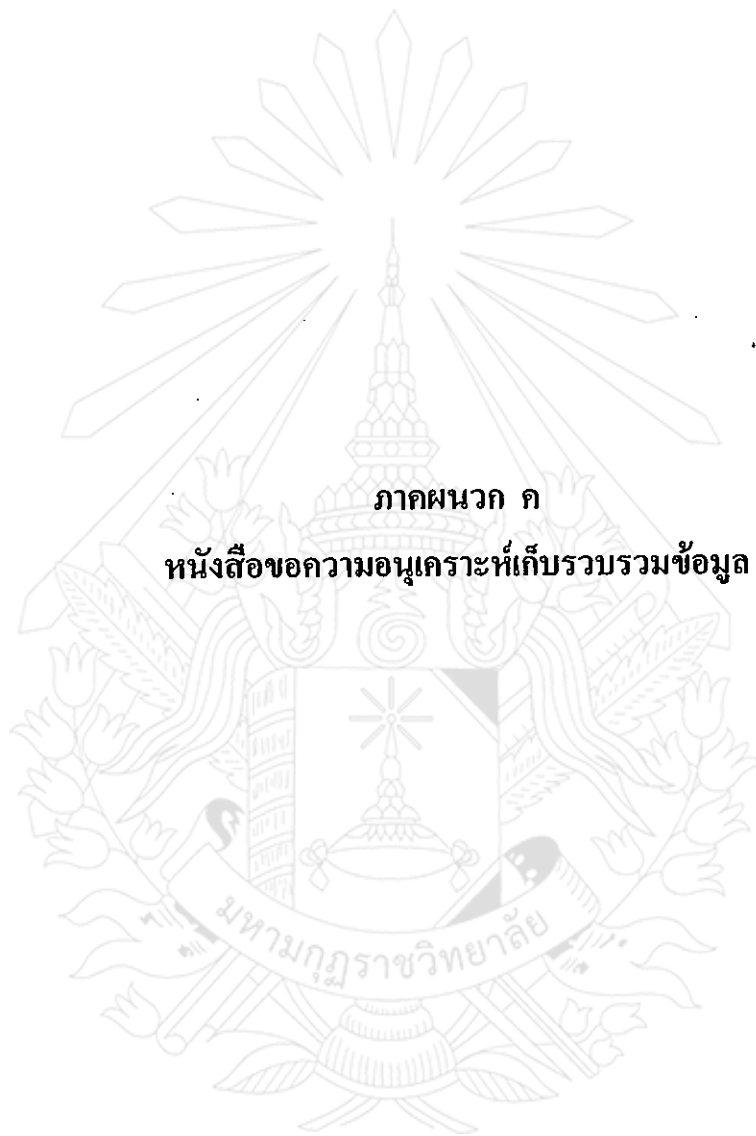 ภาคผนวก ค
หนังสือขอความอนุเคราะห์เก็บรวบรวมข้อมูล
มหามกุฏราชวิทยาลัย